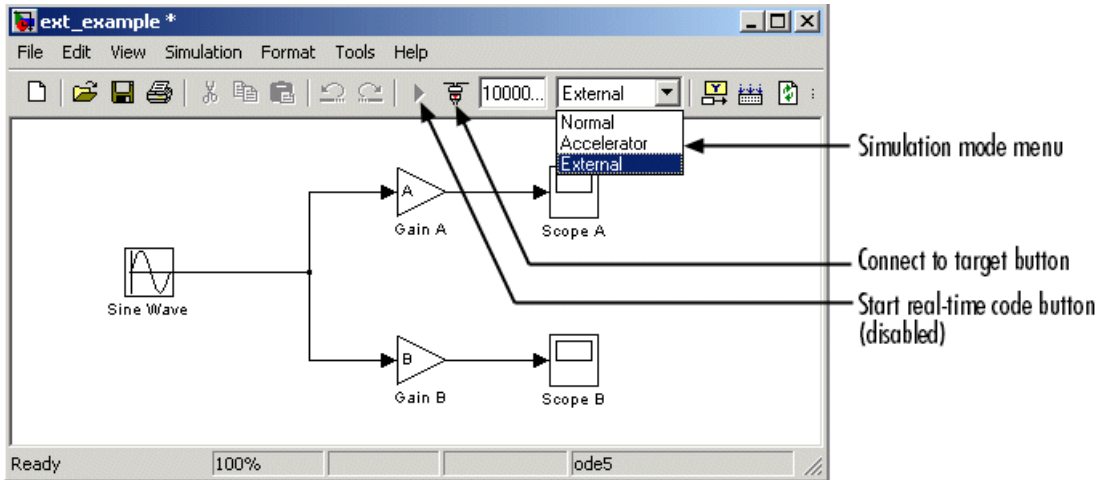 ext_example *
File Edit View Simulation Format Tools Help
10000... External
Normal
Accelerator
External
Simulation mode menu
A
Gain A
Scope A
Connect to target button
Sine Wave
Start real-time code button
(disabled)
B
Gain B
Scope B
Ready 100% ode5